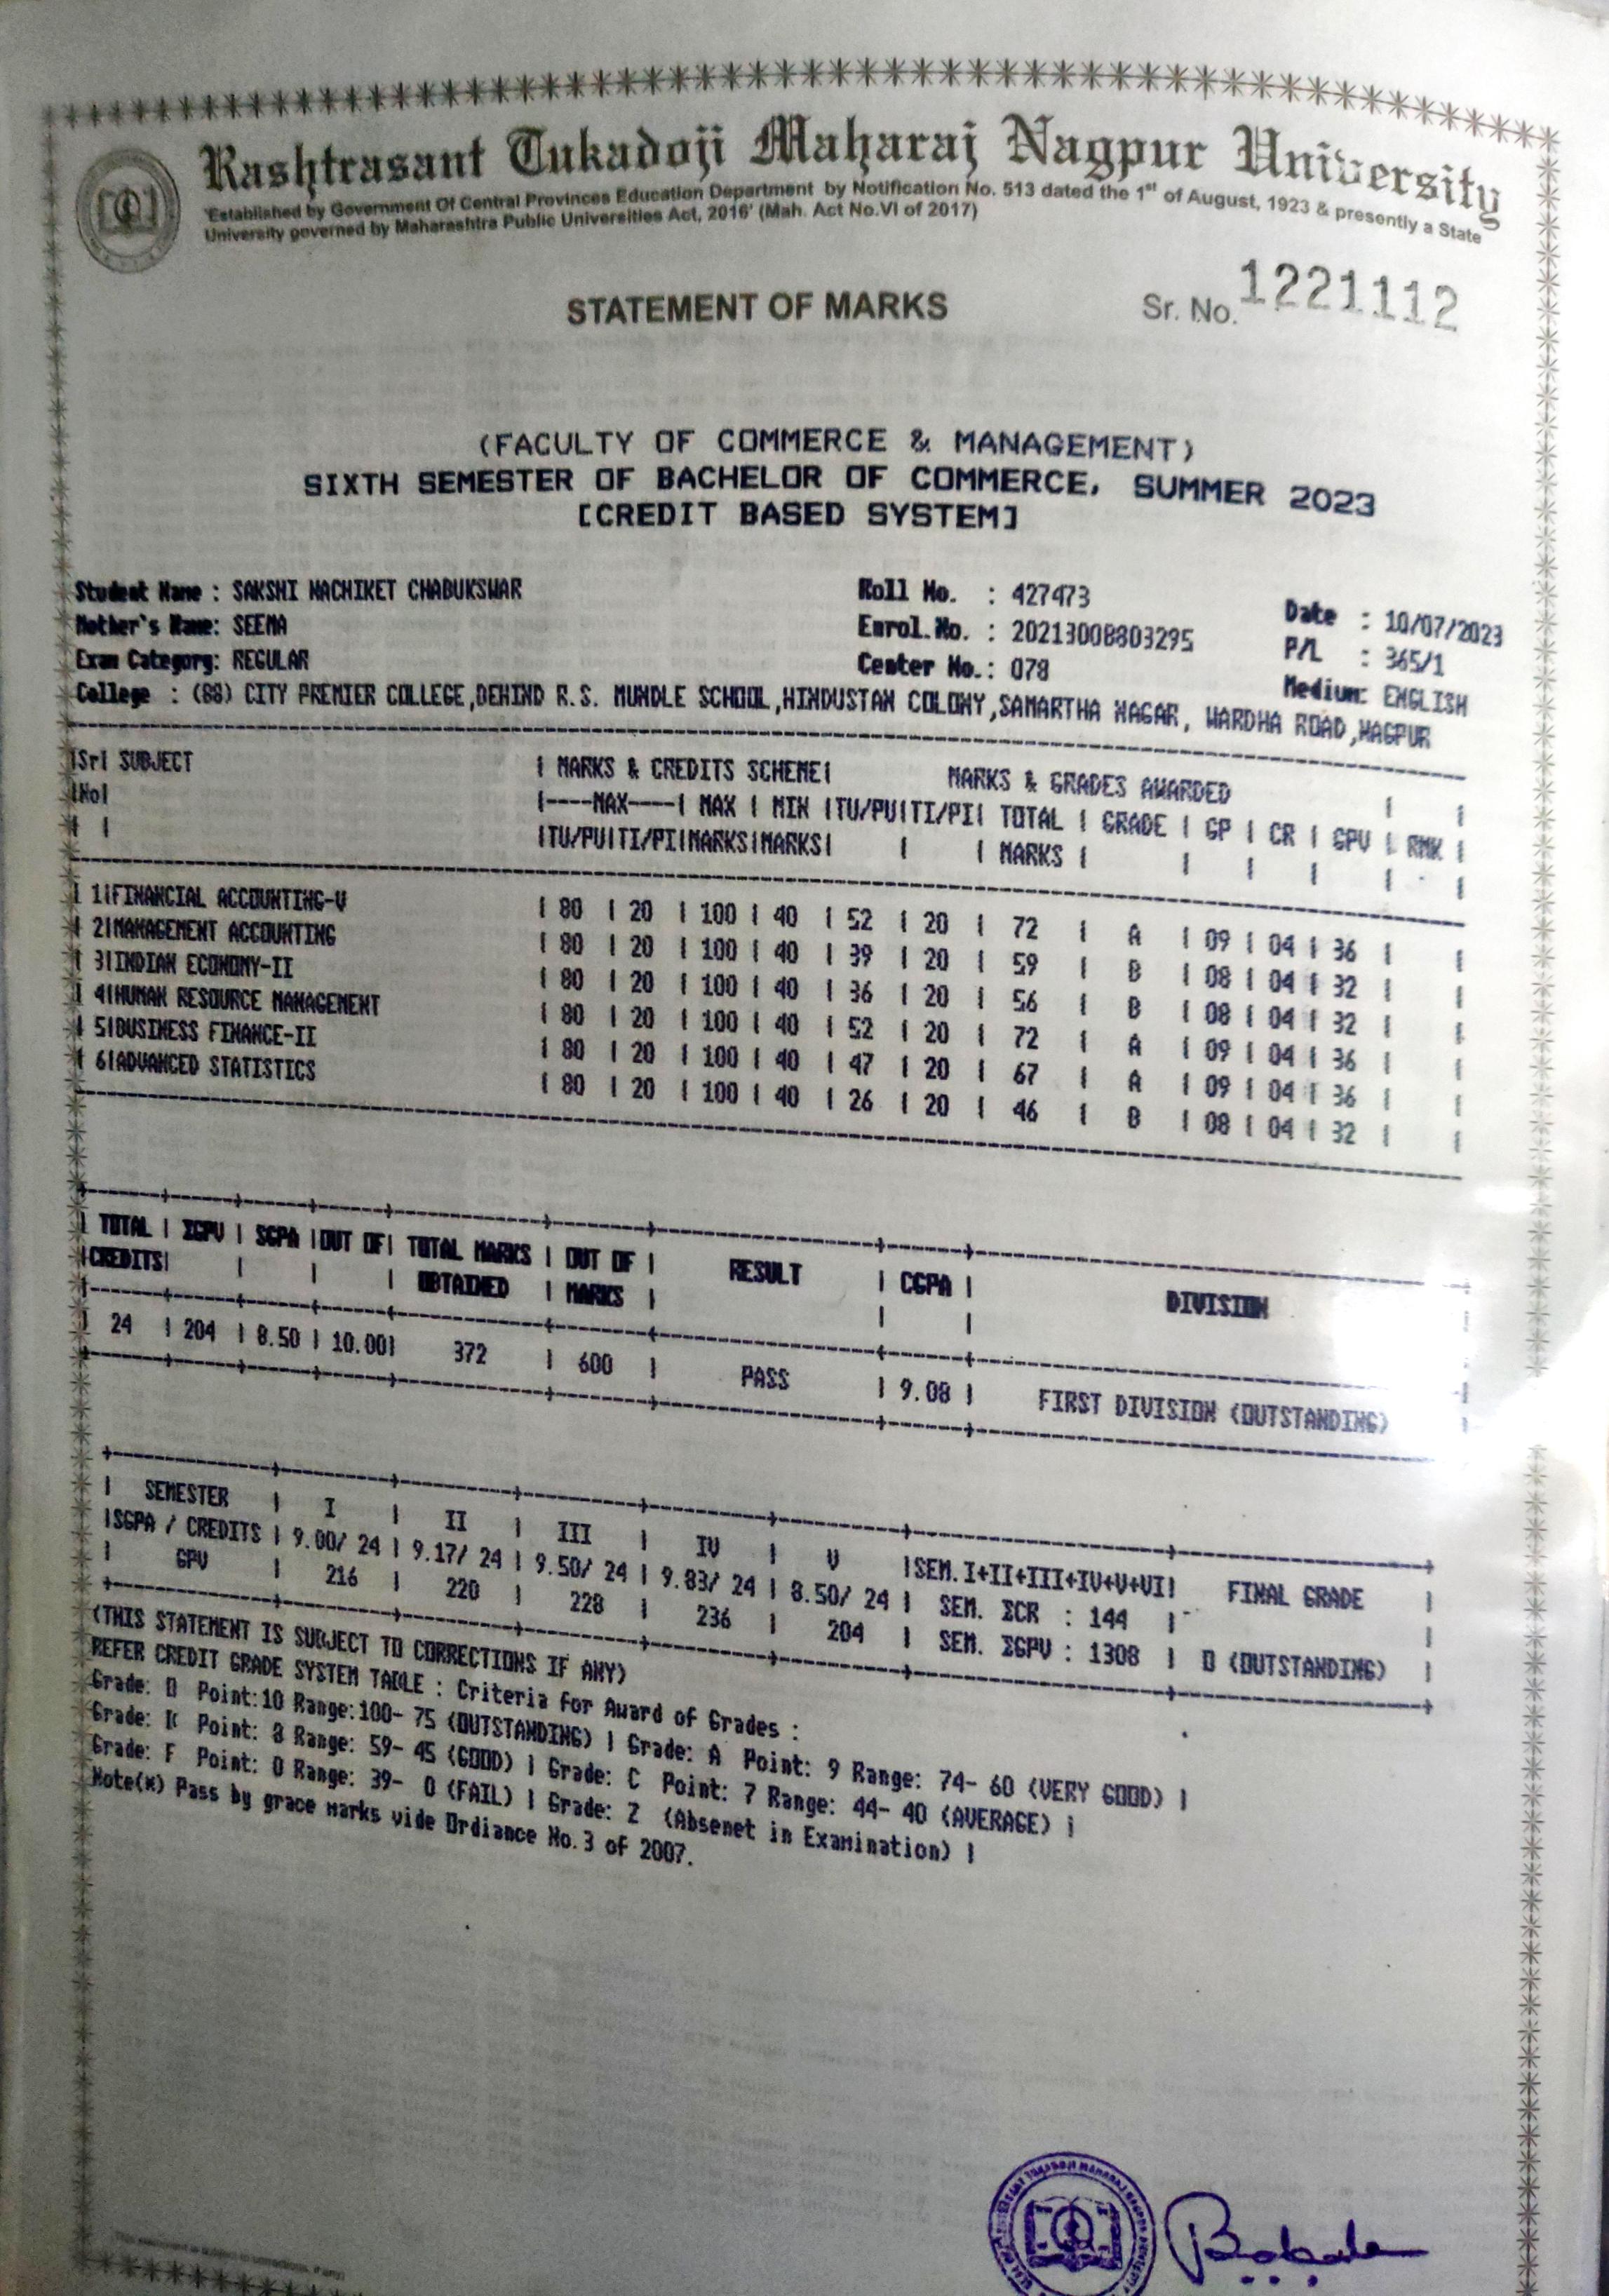 Rashtrasant Tukadoji Maharaj Nagpur University
'Established by Government Of Central Provinces Education Department by Notification No. 513 dated the 1st of August, 1923 & presently a State
University governed by Maharashtra Public Universities Act, 2016' (Mah. Act No.VI of 2017)
STATEMENT OF MARKS
Sr. No. 1221112
(FACULTY OF COMMERCE & MANAGEMENT)
SIXTH SEMESTER OF BACHELOR OF COMMERCE, SUMMER 2023
[CREDIT BASED SYSTEM]
Student Name : SAKSHI NACHIKET CHABUKSWAR Roll No. : 427473 Date : 10/07/2023
Mother's Name: SEEMA Enrol.No. : 2021300BB03295 P/L : 365/1
Exam Category: REGULAR Center No.: 078 Medium: ENGLISH
College : (88) CITY PREMIER COLLEGE,BEHIND R.S. MUNDLE SCHOOL,HINDUSTAN COLONY,SAMARTHA NAGAR, WARDHA ROAD,NAGPUR
|Sr| SUBJECT | MARKS & CREDITS SCHEME| MARKS & GRADES AWARDED | |
|No| |----MAX----| MAX | MIN |TU/PU|TI/PI| TOTAL | GRADE | GP | CR | GPV | RMK |
| | |TU/PU|TI/PI|MARKS|MARKS| | | MARKS | | | | | |
| 1|FINANCIAL ACCOUNTING-V | 80 | 20 | 100 | 40 | 52 | 20 | 72 | A | 09 | 04 | 36 | |
| 2|MANAGEMENT ACCOUNTING | 80 | 20 | 100 | 40 | 39 | 20 | 59 | B | 08 | 04 | 32 | |
| 3|INDIAN ECONOMY-II | 80 | 20 | 100 | 40 | 36 | 20 | 56 | B | 08 | 04 | 32 | |
| 4|HUMAN RESOURCE MANAGEMENT | 80 | 20 | 100 | 40 | 52 | 20 | 72 | A | 09 | 04 | 36 | |
| 5|BUSINESS FINANCE-II | 80 | 20 | 100 | 40 | 47 | 20 | 67 | A | 09 | 04 | 36 | |
| 6|ADVANCED STATISTICS | 80 | 20 | 100 | 40 | 26 | 20 | 46 | B | 08 | 04 | 32 | |
| TOTAL | ΣGPV | SGPA |OUT OF| TOTAL MARKS | OUT OF | RESULT | CGPA | DIVISION |
|CREDITS| | | | OBTAINED | MARKS | | | |
| 24 | 204 | 8.50 | 10.00| 372 | 600 | PASS | 9.08 | FIRST DIVISION (OUTSTANDING) |
| SEMESTER | I | II | III | IV | V |SEM.I+II+III+IV+V+VI| FINAL GRADE |
|SGPA / CREDITS | 9.00/ 24 | 9.17/ 24 | 9.50/ 24 | 9.83/ 24 | 8.50/ 24 | SEM. ΣCR : 144 | |
| GPV | 216 | 220 | 228 | 236 | 204 | SEM. ΣGPV : 1308 | O (OUTSTANDING) |
(THIS STATEMENT IS SUBJECT TO CORRECTIONS IF ANY)
REFER CREDIT GRADE SYSTEM TABLE : Criteria for Award of Grades :
Grade: O Point:10 Range:100- 75 (OUTSTANDING) | Grade: A Point: 9 Range: 74- 60 (VERY GOOD) |
Grade: B Point: 8 Range: 59- 45 (GOOD) | Grade: C Point: 7 Range: 44- 40 (AVERAGE) |
Grade: F Point: 0 Range: 39- 0 (FAIL) | Grade: Z (Absenet in Examination) |
Note(*) Pass by grace marks vide Ordiance No.3 of 2007.